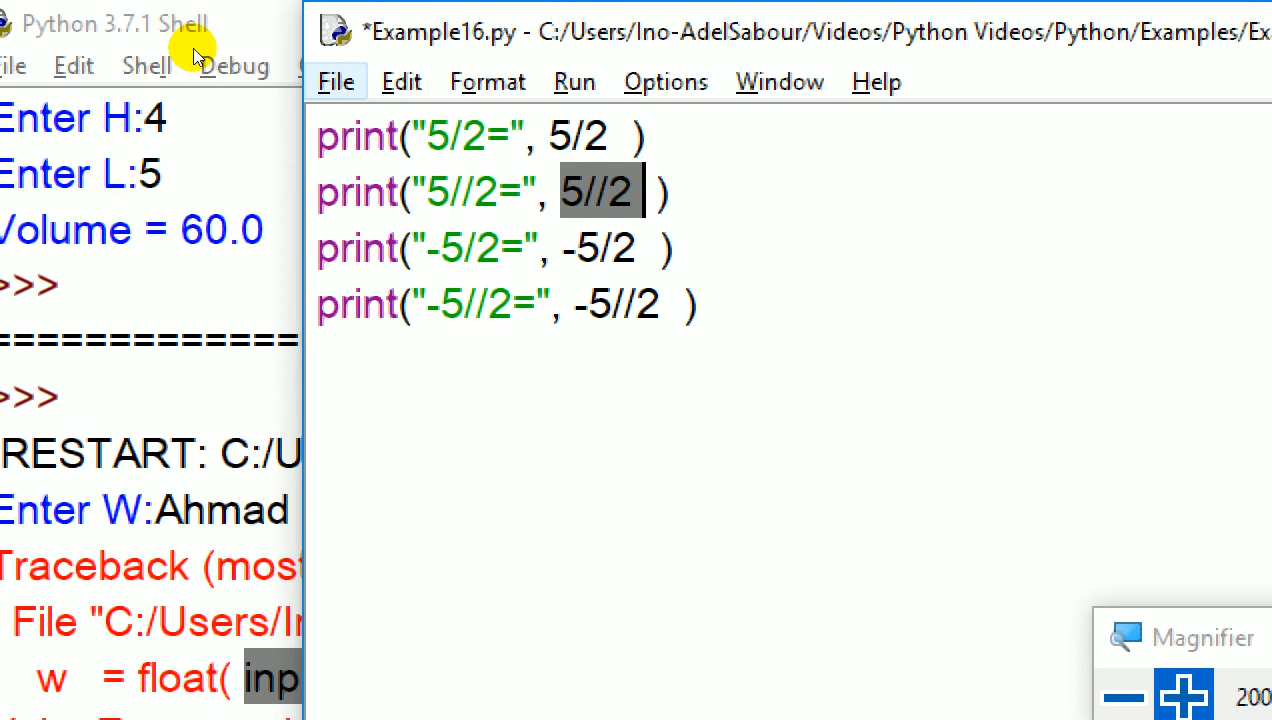 Python 3.7.1 Shell
File Edit Shell Debug
Enter H:4
Enter L:5
Volume = 60.0
>>>
=============
>>>
RESTART: C:/U
Enter W:Ahmad
Traceback (most
File "C:/Users/In
w = float( inp
*Example16.py - C:/Users/Ino-AdelSabour/Videos/Python Videos/Python/Examples/Exa
File Edit Format Run Options Window Help
print("5/2=", 5/2 )
print("5//2=", 5//2 )
print("-5/2=", -5/2 )
print("-5//2=", -5//2 )
Magnifier
200